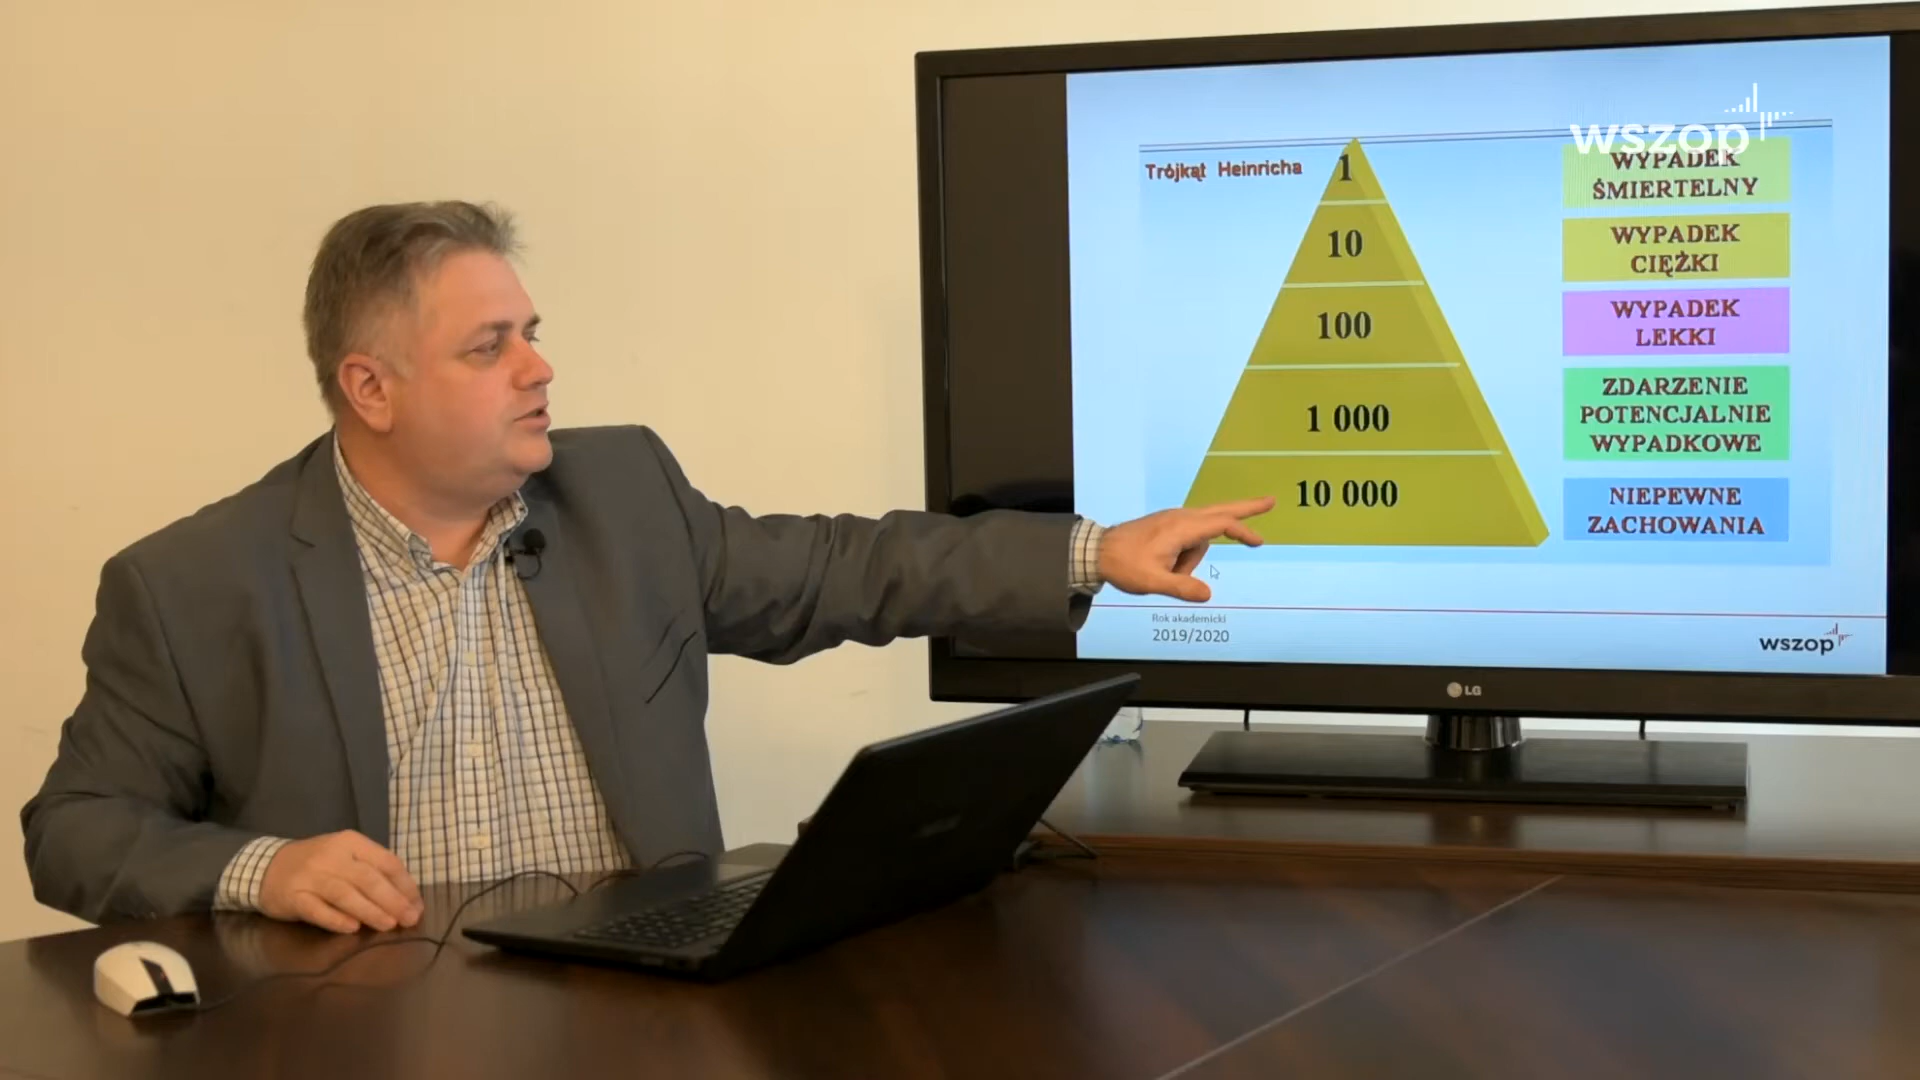 wszop
Trójkąt Heinricha
1
WYPADEK
ŚMIERTELNY
10
WYPADEK
CIĘŻKI
100
WYPADEK
LEKKI
1 000
ZDARZENIE
POTENCJALNIE
WYPADKOWE
10 000
NIEPEWNE
ZACHOWANIA
Rok akademicki
2019/2020
wszop
LG